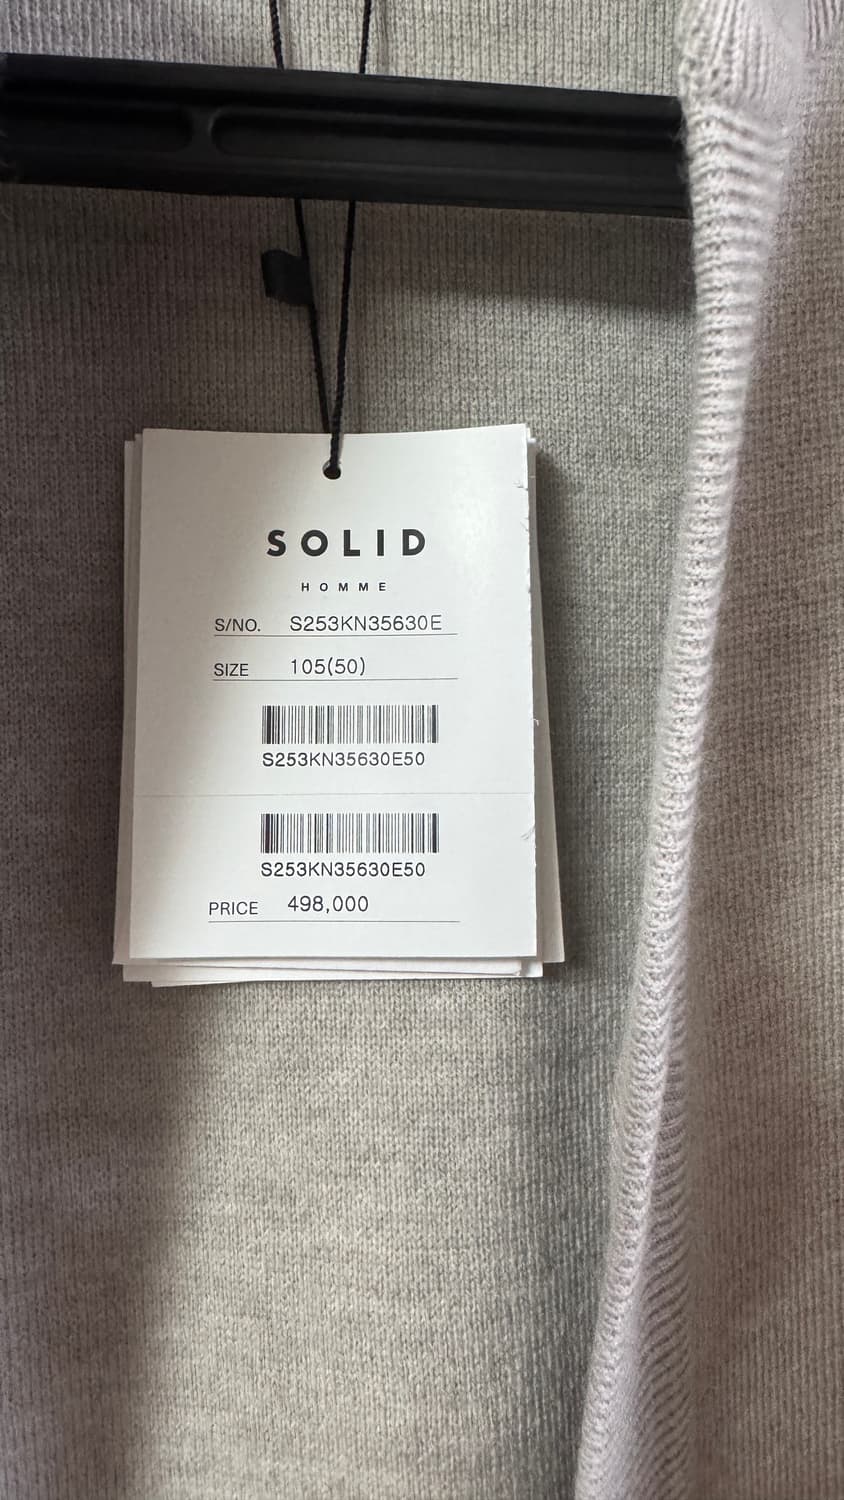 SOLID
HOMME
S/NO. S253KN35630E
SIZE 105(50)
S253KN35630E50
S253KN35630E50
PRICE 498,000